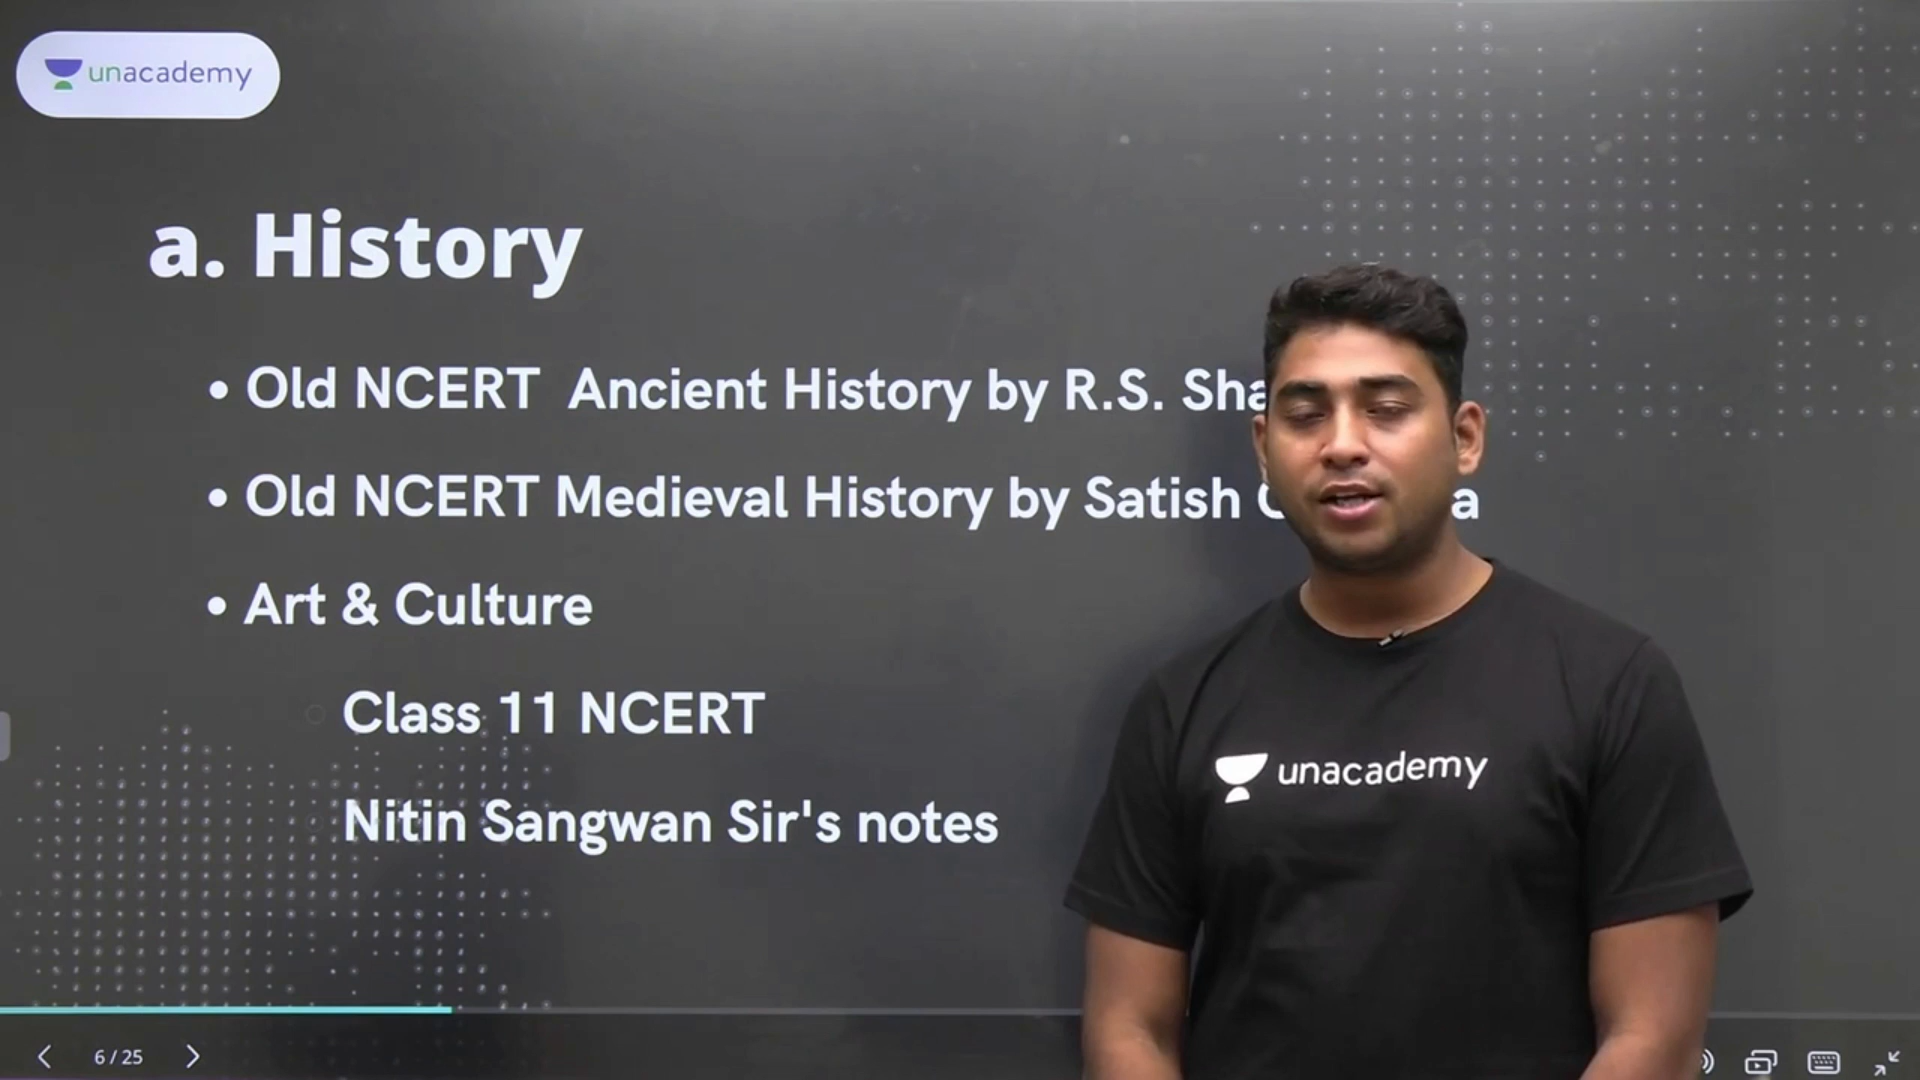 unacademy
a. History
• Old NCERT Ancient History by R.S.
• Old NCERT Medieval History by Satish
• Art & Culture
Class 11 NCERT
Nitin Sangwan Sir's notes
unacademy
6 / 25